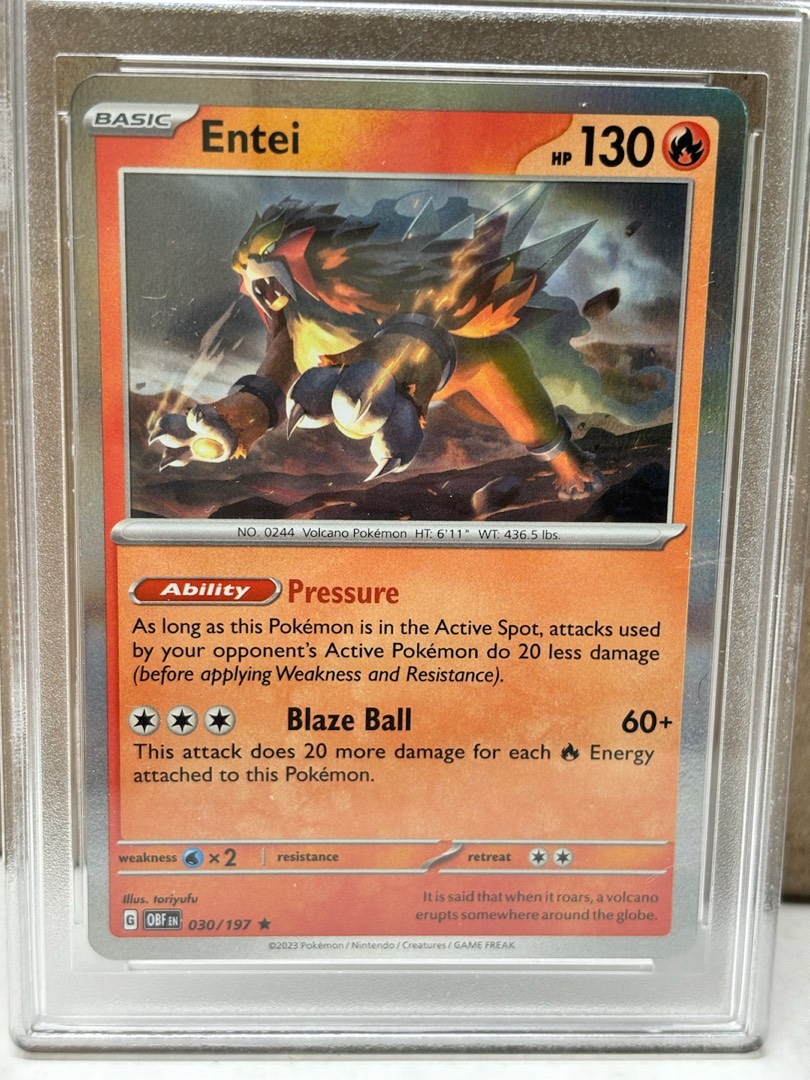 BASIC Entei HP 130
NO. 0244 Volcano Pokémon HT: 6'11" WT: 436.5 lbs.
Ability Pressure
As long as this Pokémon is in the Active Spot, attacks used
by your opponent's Active Pokémon do 20 less damage
(before applying Weakness and Resistance).
Blaze Ball 60+
This attack does 20 more damage for each Energy
attached to this Pokémon.
weakness ×2 resistance retreat
Illus. toriyufu
It is said that when it roars, a volcano
erupts somewhere around the globe.
G OBF EN 030/197 ★
©2023 Pokémon / Nintendo / Creatures / GAME FREAK